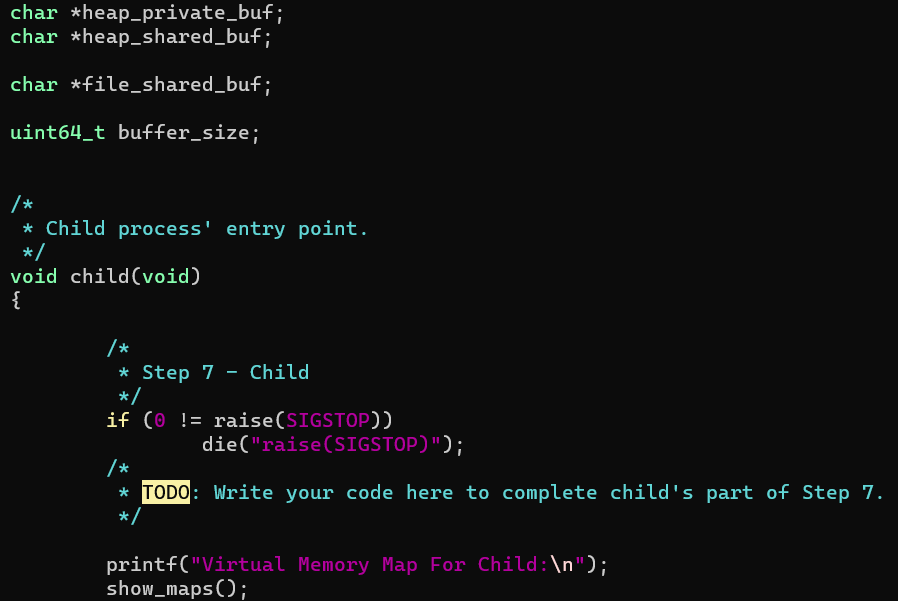 char *heap_private_buf;
char *heap_shared_buf;
char *file_shared_buf;
uint64_t buffer_size;
/*
 * Child process' entry point.
 */
void child(void)
{
        /*
         * Step 7 - Child
         */
        if (0 != raise(SIGSTOP))
                die("raise(SIGSTOP)");
        /*
         * TODO: Write your code here to complete child's part of Step 7.
         */
        printf("Virtual Memory Map For Child:\n");
        show_maps();